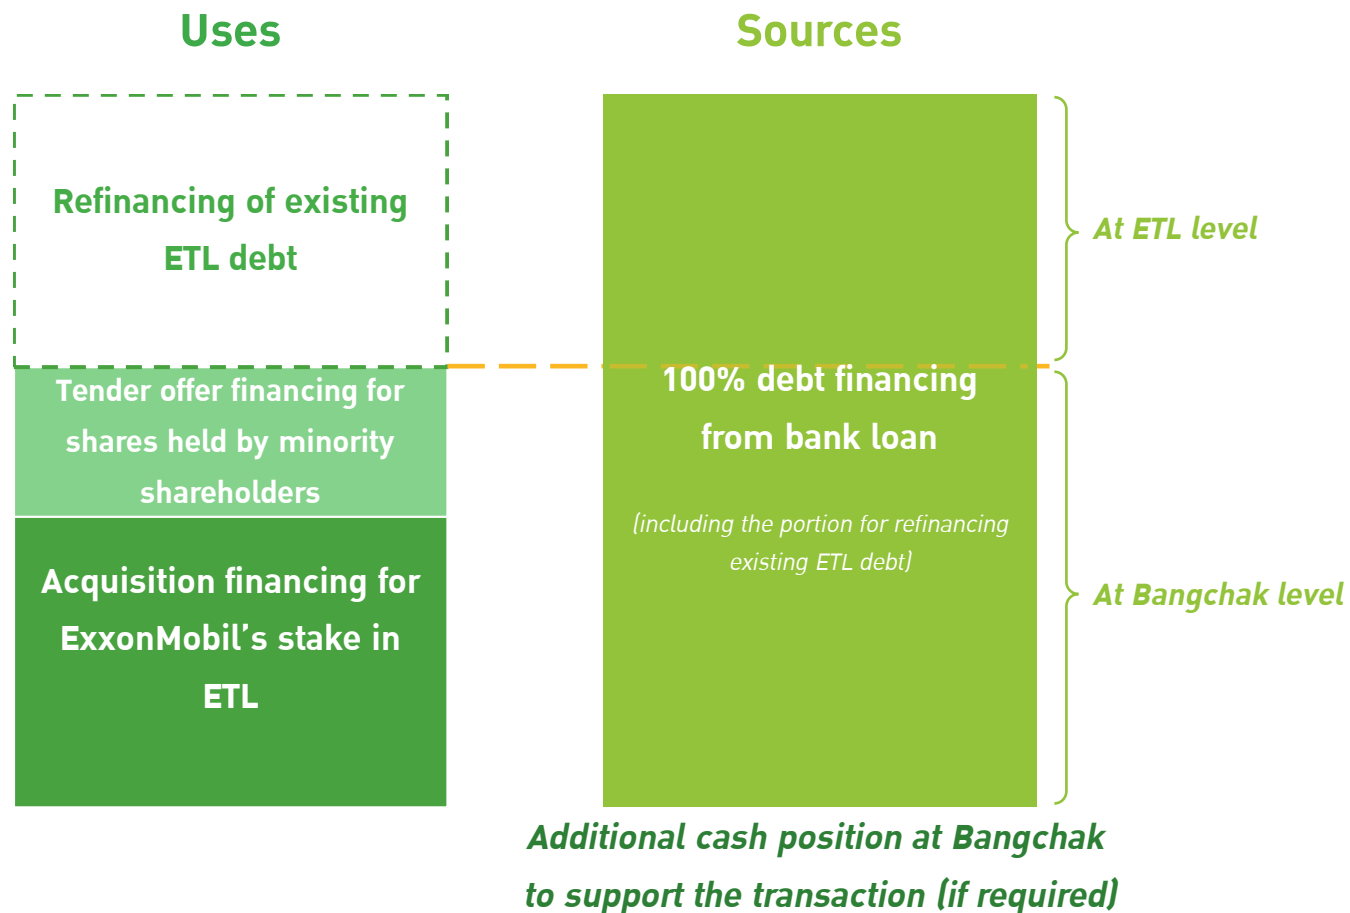 Uses
Sources
Refinancing of existing
ETL debt
Tender offer financing for
shares held by minority
shareholders
Acquisition financing for
ExxonMobil's stake in
ETL
100% debt financing
from bank loan
(including the portion for refinancing
existing ETL debt)
At ETL level
At Bangchak level
Additional cash position at Bangchak
to support the transaction (if required)